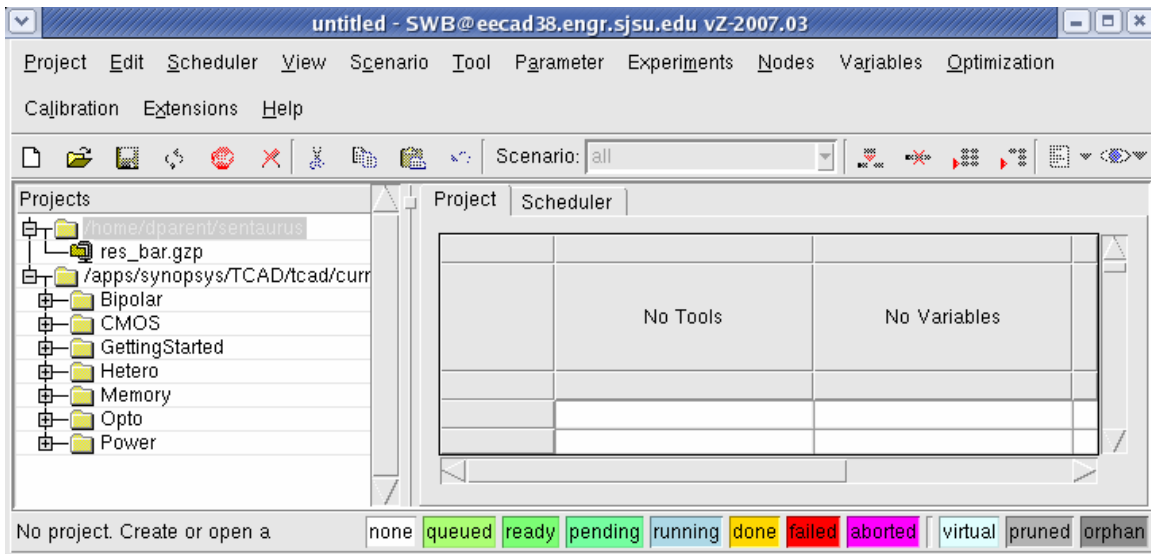 untitled - SWB@eecad38.engr.sjsu.edu vZ-2007.03
Project Edit Scheduler View Scenario Tool Parameter Experiments Nodes Variables Optimization
Calibration Extensions Help
Scenario: all
Projects
Project Scheduler
/home/dparent/sentaurus
res_bar.gzp
/apps/synopsys/TCAD/tcad/curr
Bipolar
CMOS
GettingStarted
Hetero
Memory
Opto
Power
No Tools No Variables
No project. Create or open a none queued ready pending running done failed aborted virtual pruned orphan